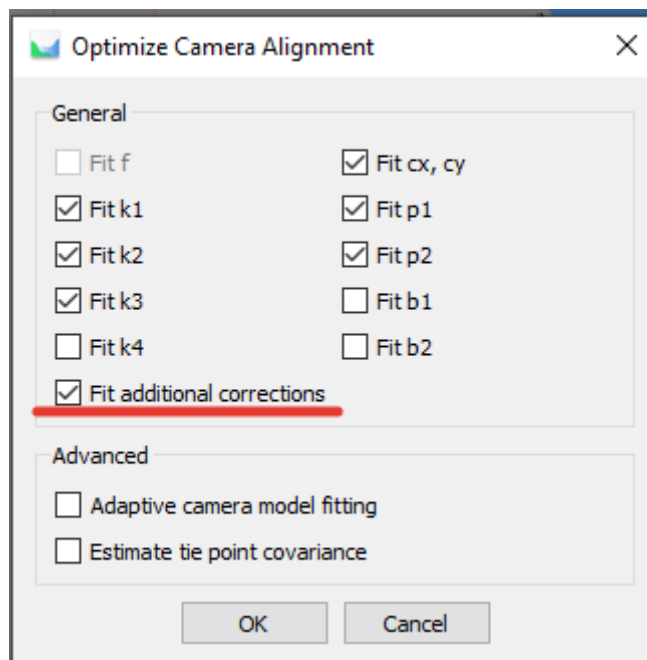 Optimize Camera Alignment
General
Fit f
Fit cx, cy
Fit k1
Fit p1
Fit k2
Fit p2
Fit k3
Fit b1
Fit k4
Fit b2
Fit additional corrections
Advanced
Adaptive camera model fitting
Estimate tie point covariance
OK
Cancel